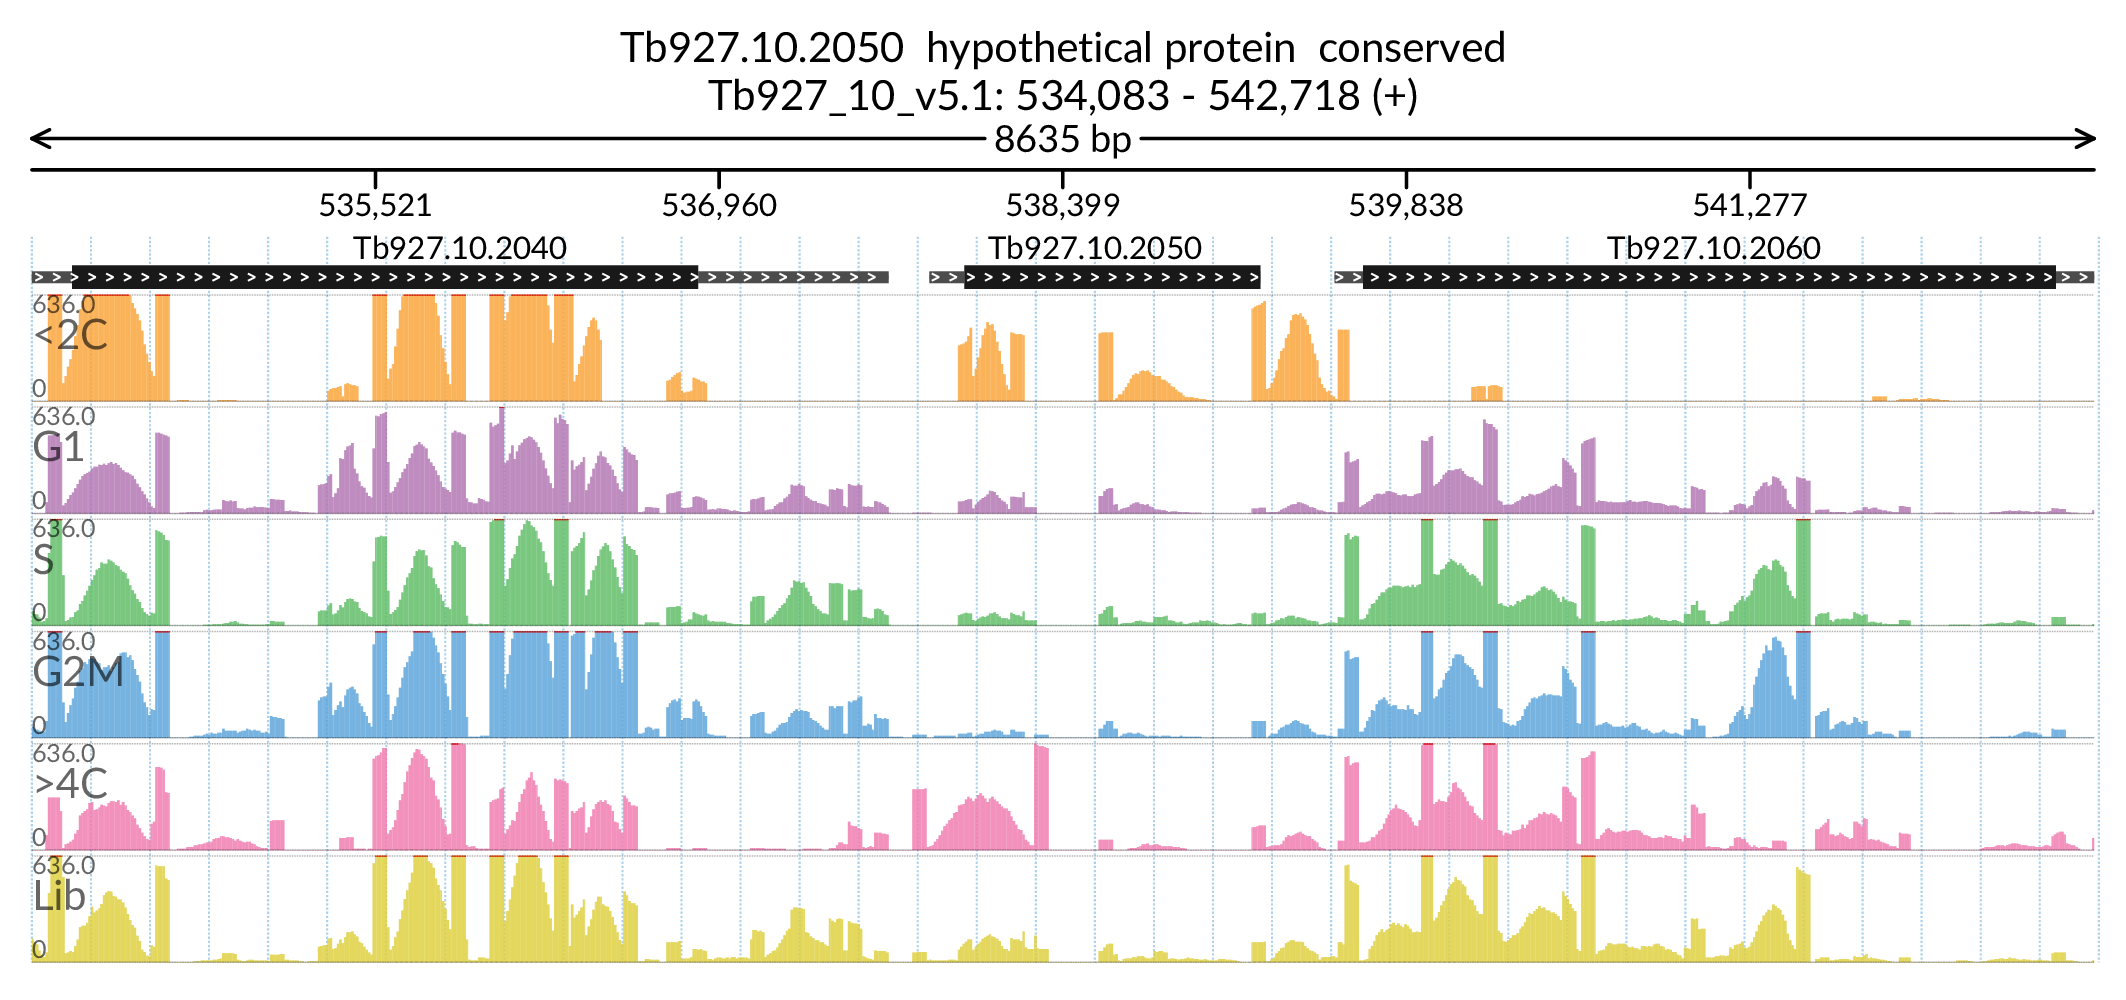 Tb927.10.2050 hypothetical protein conserved
Tb927_10_v5.1: 534,083 - 542,718 (+)
8635 bp
535,521 536,960 538,399 539,838 541,277
Tb927.10.2040 Tb927.10.2050 Tb927.10.2060
636.0
<2C
0
636.0
G1
0
636.0
S
0
636.0
G2M
0
636.0
>4C
0
636.0
Lib
0